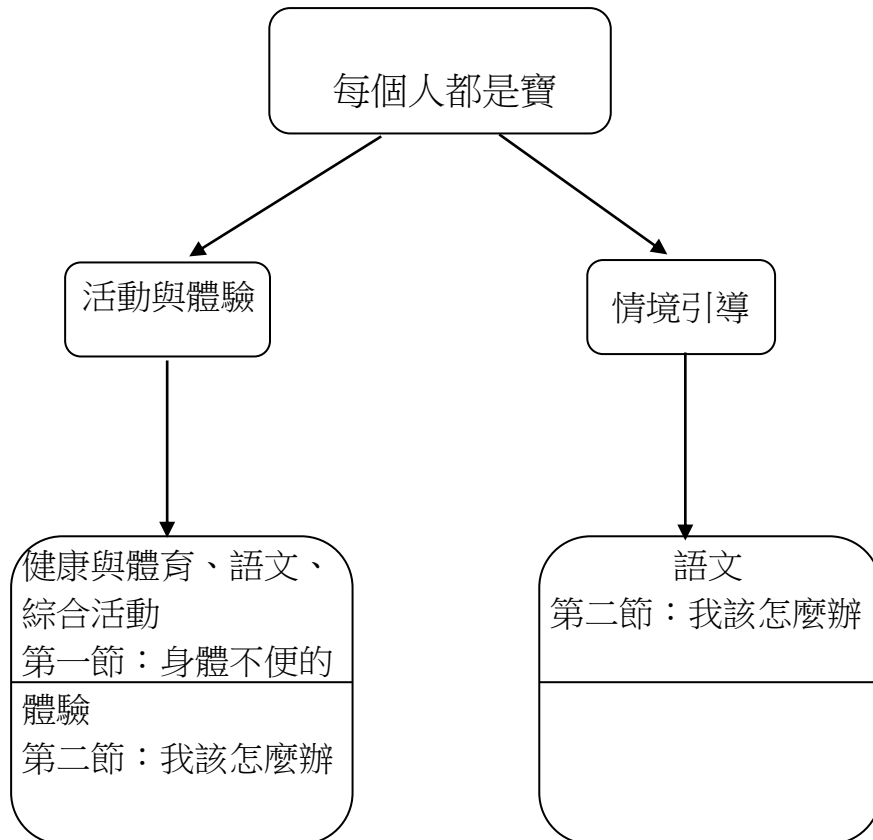 每個人都是寶
活動與體驗
情境引導
健康與體育、語文、
綜合活動
第一節：身體不便的
體驗
第二節：我該怎麼辦
語文
第二節：我該怎麼辦